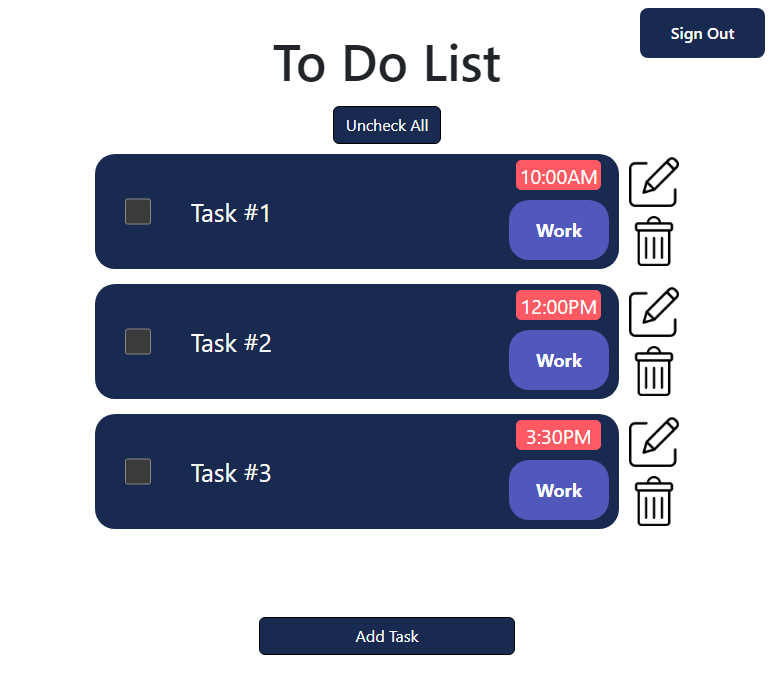 Sign Out
To Do List
Uncheck All
10:00AM
Task #1
Work
12:00PM
Task #2
Work
3:30PM
Task #3
Work
Add Task